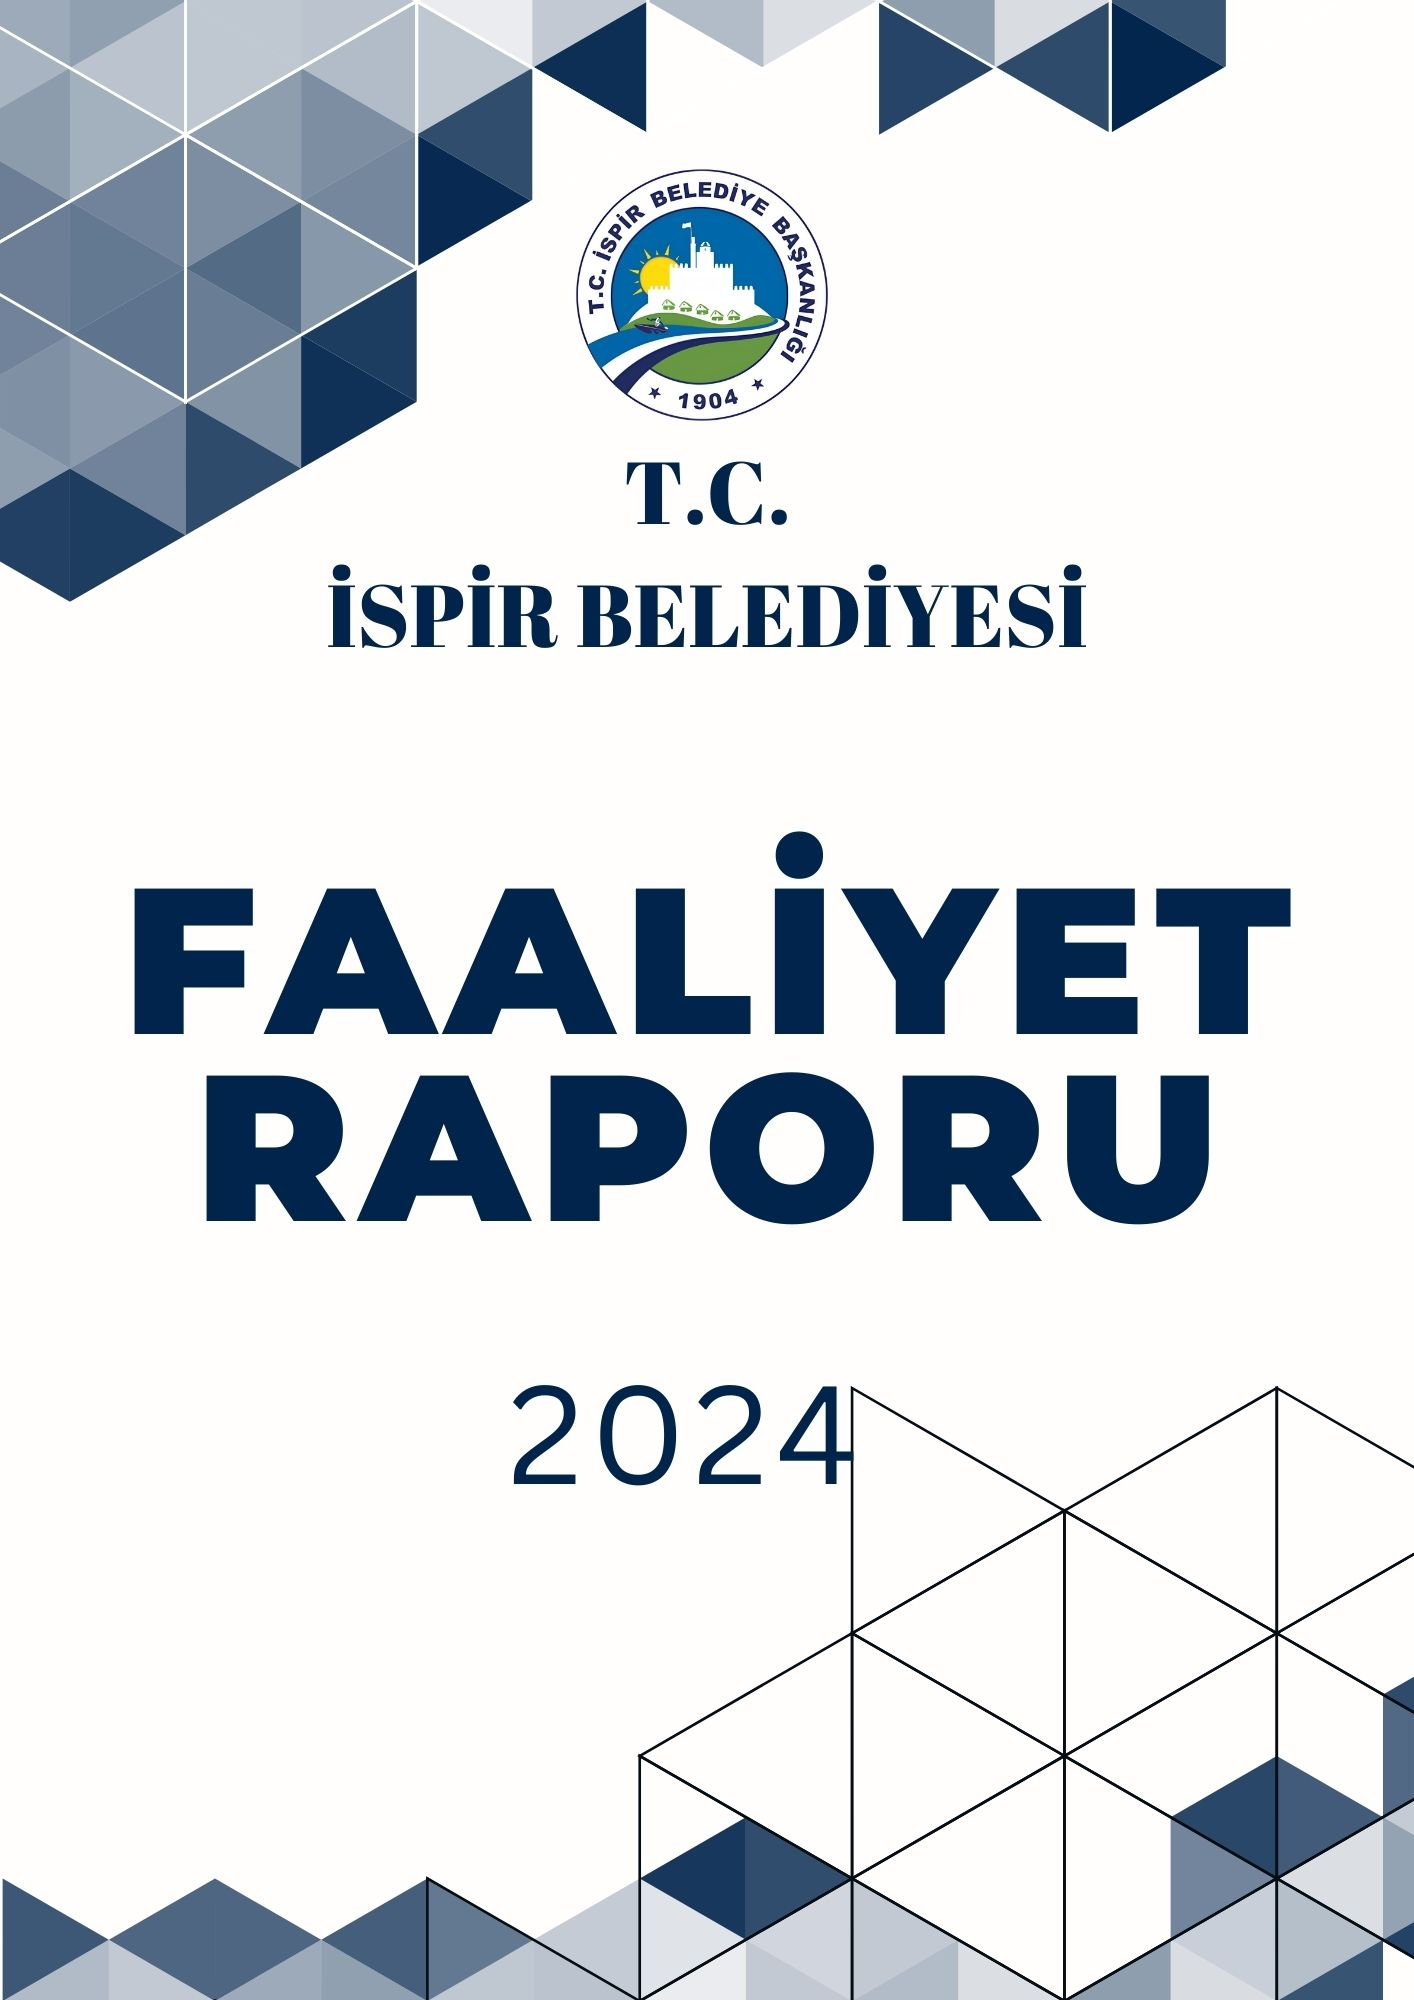 T.C. İSPİR BELEDİYE BAŞKANLIĞI
1904
T.C.
İSPİR BELEDİYESİ
FAALİYET
RAPORU
2024